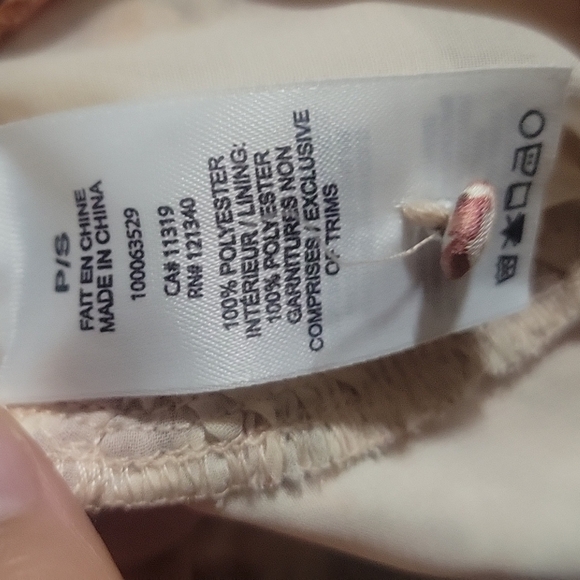 P/S
FAIT EN CHINE
MADE IN CHINA
100063529
CA# 11319
RN# 121340
100% POLYESTER
INTÉRIEUR / LINING:
100% POLYESTER
GARNITURES NON
COMPRISES / EXCLUSIVE
OF TRIMS